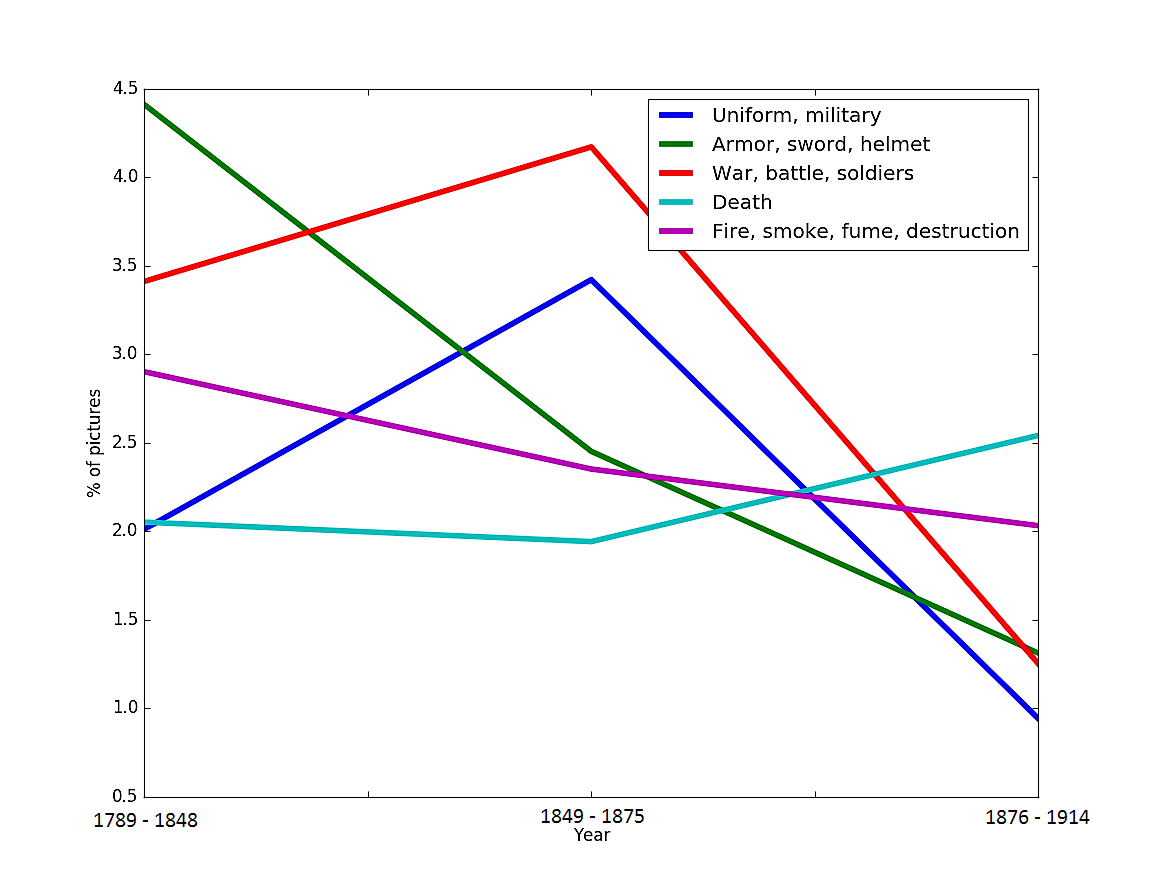 4.5
4.0
3.5
3.0
2.5
2.0
1.5
1.0
0.5
% of pictures
Uniform, military
Armor, sword, helmet
War, battle, soldiers
Death
Fire, smoke, fume, destruction
1789 - 1848
1849 - 1875
1876 - 1914
Year